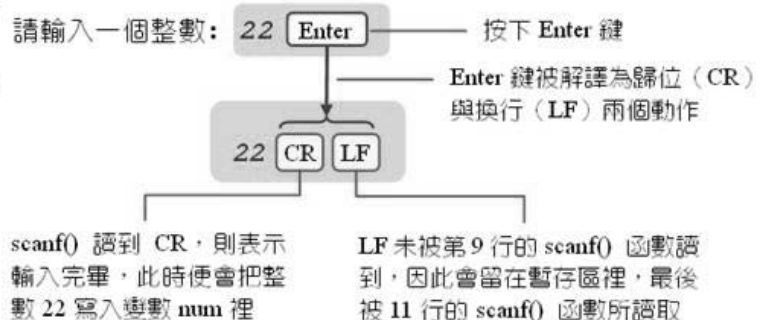 請輸入一個整數: 22 Enter 按下 Enter 鍵
Enter 鍵被解譯為歸位（CR）
與換行（LF）兩個動作
22 CR LF
scanf() 讀到 CR，則表示
輸入完畢，此時便會把整
數 22 寫入變數 num 裡
LF 未被第 9 行的 scanf() 函數讀
到，因此會留在暫存區裡，最後
被 11 行的 scanf() 函數所讀取